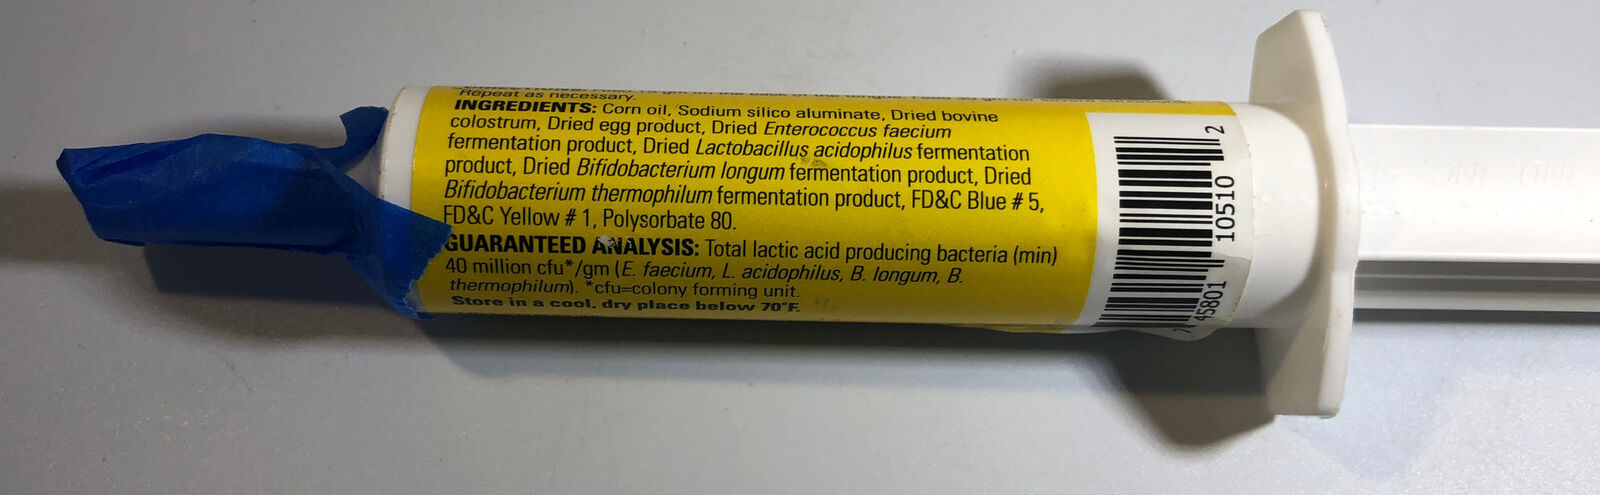 Repeat as necessary.
INGREDIENTS: Corn oil, Sodium silico aluminate, Dried bovine
colostrum, Dried egg product, Dried Enterococcus faecium
fermentation product, Dried Lactobacillus acidophilus fermentation
product, Dried Bifidobacterium longum fermentation product, Dried
Bifidobacterium thermophilum fermentation product, FD&C Blue # 5,
FD&C Yellow # 1, Polysorbate 80.
GUARANTEED ANALYSIS: Total lactic acid producing bacteria (min)
40 million cfu*/gm (E. faecium, L. acidophilus, B. longum, B.
thermophilum). *cfu=colony forming unit.
Store in a cool, dry place below 70°F.
7 45801 10510 2